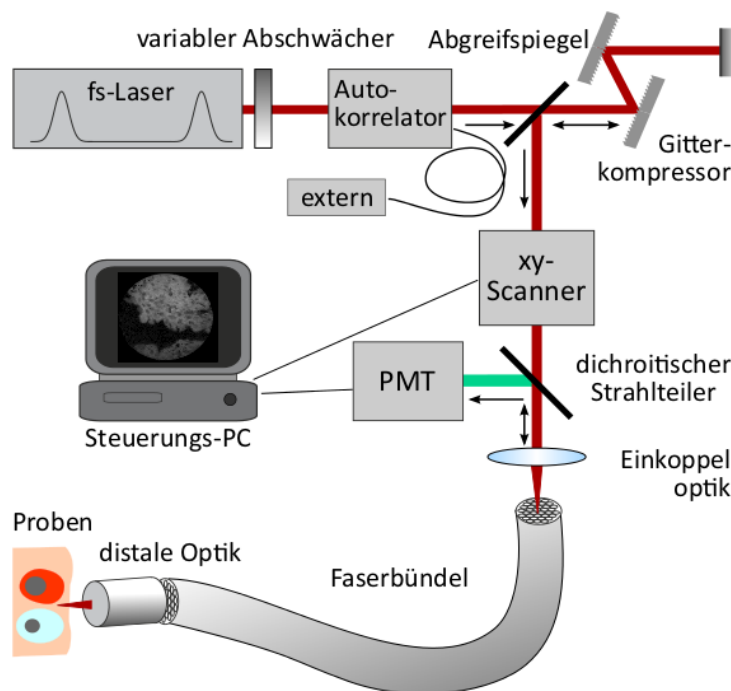 variabler Abschwächer
Abgreifspiegel
fs-Laser
Auto-
korrelator
Gitter-
kompressor
extern
xy-
Scanner
PMT
dichroitischer
Strahlteiler
Steuerungs-PC
Einkoppel
optik
Proben
distale Optik
Faserbündel